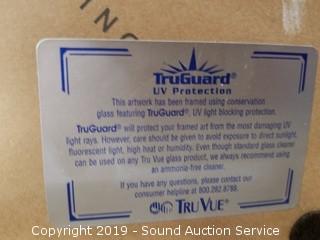 TruGuard®
UV Protection
This artwork has been framed using conservation
glass featuring TruGuard®, UV light blocking protection.
TruGuard® will protect your framed art from the most damaging UV
light rays. However, care should be given to avoid exposure to direct sunlight,
fluorescent light, high heat or humidity. Even though standard glass cleaner
can be used on any Tru Vue glass product, we always recommend using
an ammonia-free cleaner.
If you have any questions, please contact our
consumer helpline at 800.282.8788.
TRU VUE®
Copyright 2019 - Sound Auction Service